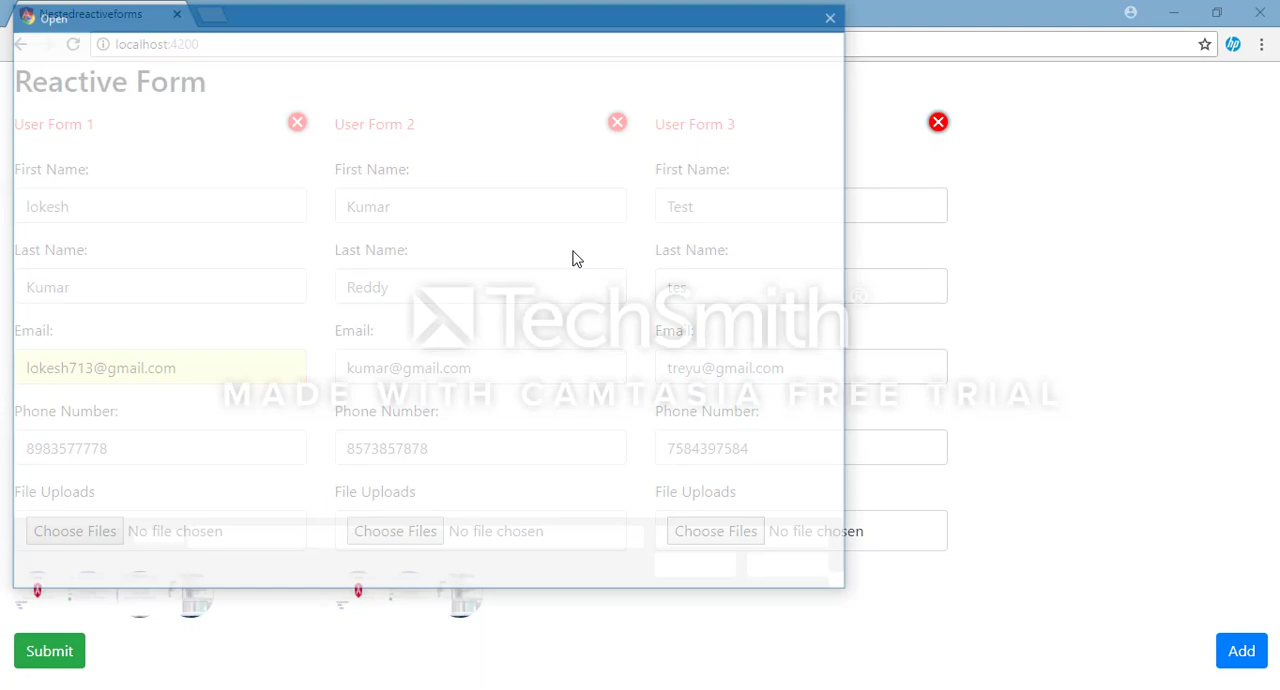 Nestedreactiveforms
Open
localhost:4200
Reactive Form
User Form 1 User Form 2 User Form 3
First Name: First Name: First Name:
lokesh Kumar Test
Last Name: Last Name: Last Name:
Kumar Reddy tes
TechSmith®
Email: Email: Email:
lokesh713@gmail.com kumar@gmail.com treyu@gmail.com
MADE WITH CAMTASIA FREE TRIAL
Phone Number: Phone Number: Phone Number:
8983577778 8573857878 7584397584
File Uploads File Uploads File Uploads
Choose Files No file chosen Choose Files No file chosen Choose Files No file chosen
Submit Add